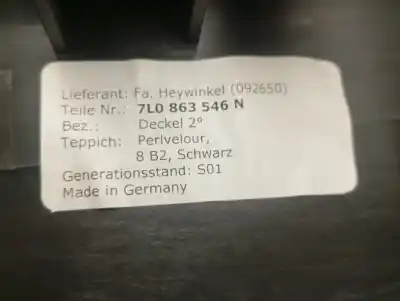 Lieferant: Fa. Heywinkel (092650)
Teile Nr.: 7L0 863 546 N
Bez.: Deckel 2°
Teppich: Perlvelour,
8 B2, Schwarz
Generationsstand: S01
Made in Germany